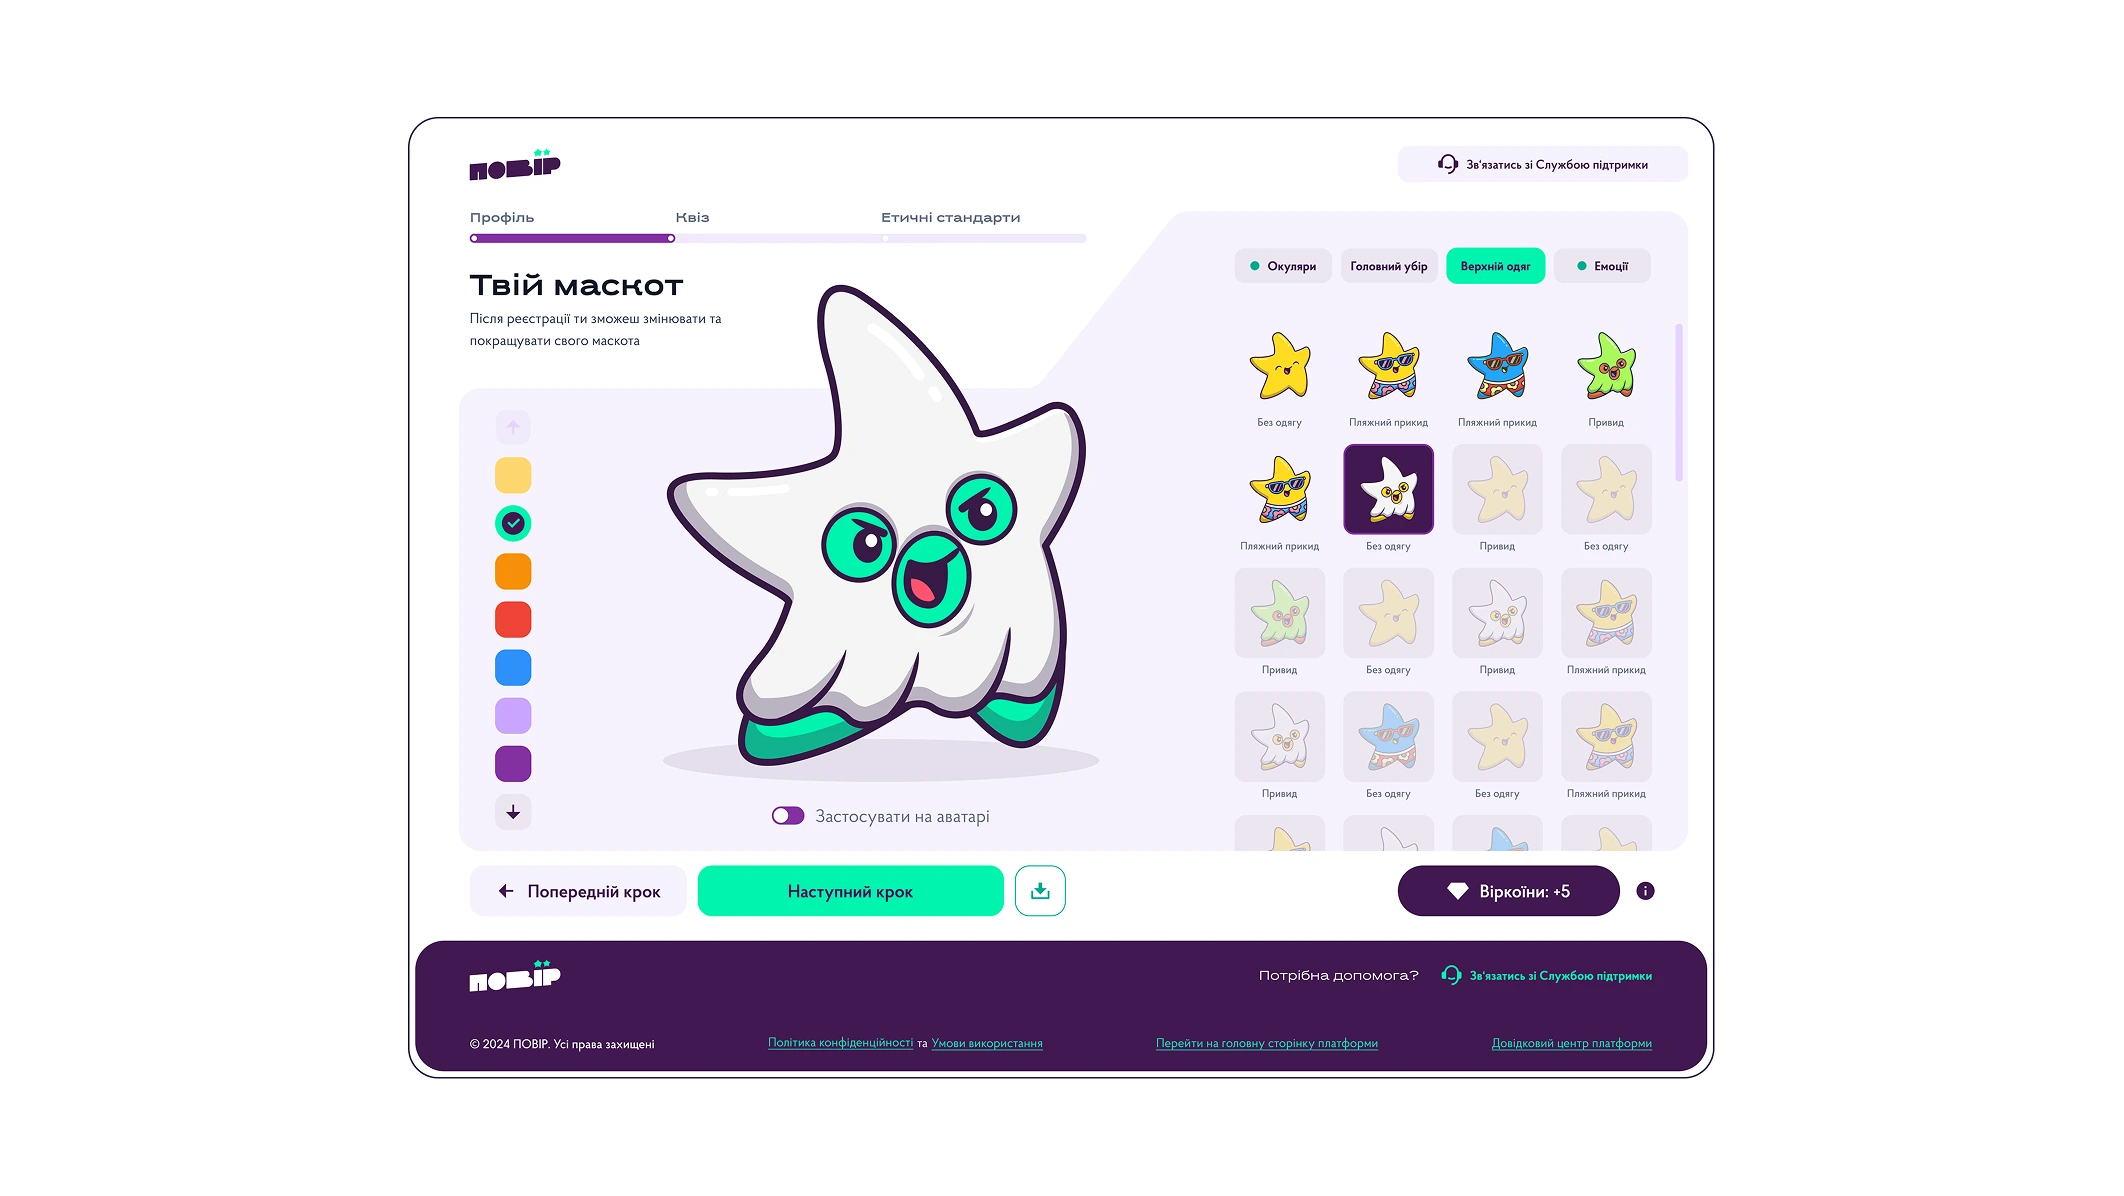 ПОВІР
Зв'язатись зі Службою підтримки
Профіль
Квіз
Етичні стандарти
Твій маскот
Після реєстрації ти зможеш змінювати та
покращувати свого маскота
Окуляри
Головний убір
Верхній одяг
Емоції
Без одягу
Пляжний прикид
Пляжний прикид
Привид
Пляжний прикид
Без одягу
Привид
Без одягу
Привид
Без одягу
Привид
Пляжний прикид
Привид
Без одягу
Без одягу
Пляжний прикид
Застосувати на аватарі
Попередній крок
Наступний крок
Віркоїни: +5
ПОВІР
Потрібна допомога?
Зв'язатись зі Службою підтримки
© 2024 ПОВІР. Усі права захищені
Політика конфіденційності та Умови використання
Перейти на головну сторінку платформи
Довідковий центр платформи